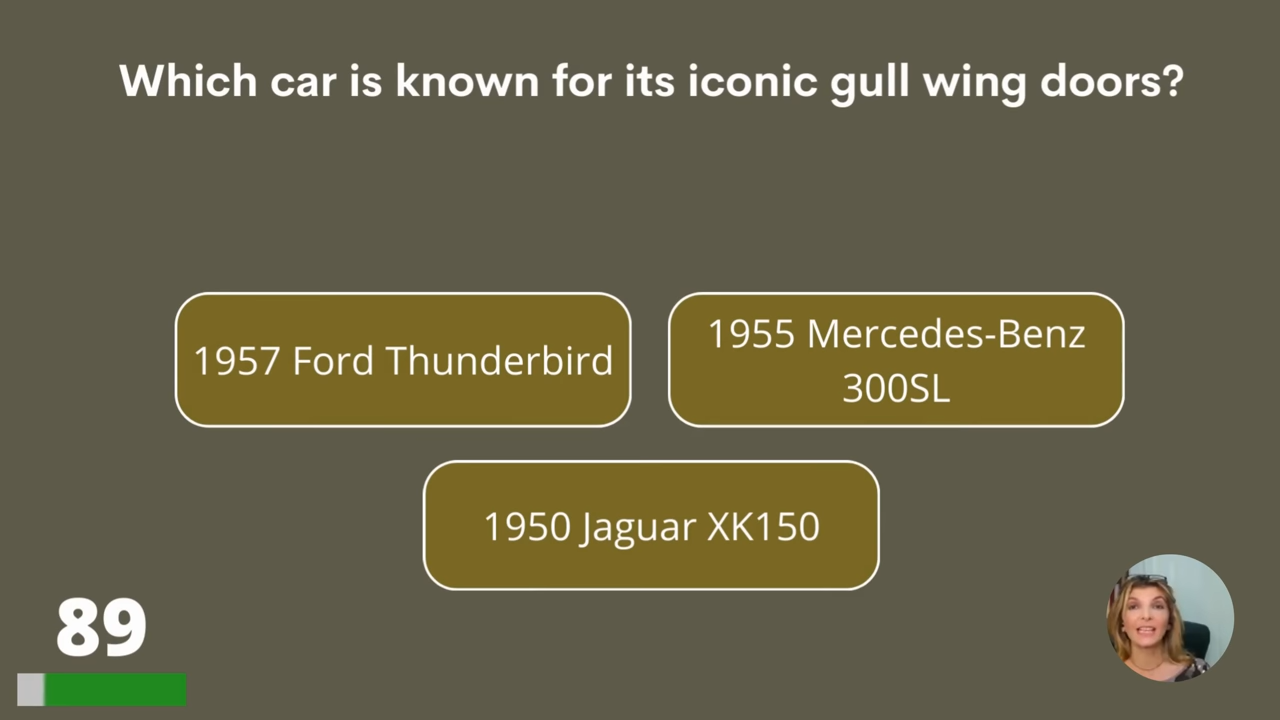 Which car is known for its iconic gull wing doors?
1957 Ford Thunderbird
1955 Mercedes-Benz
300SL
1950 Jaguar XK150
89